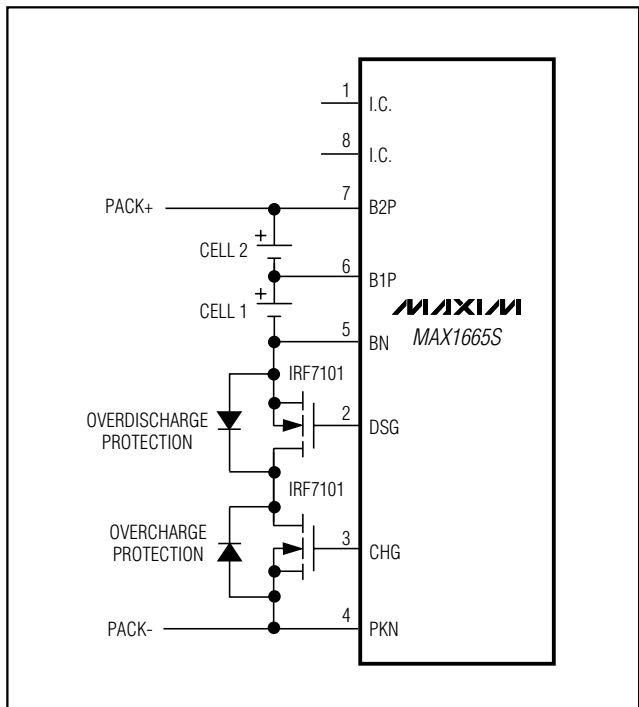 1
I.C.
8
I.C.
7
PACK+
B2P
+
CELL 2
6
B1P
+
CELL 1
MAXIM
MAX1665S
5
BN
IRF7101
OVERDISCHARGE
PROTECTION
2
DSG
IRF7101
OVERCHARGE
PROTECTION
3
CHG
4
PACK-
PKN